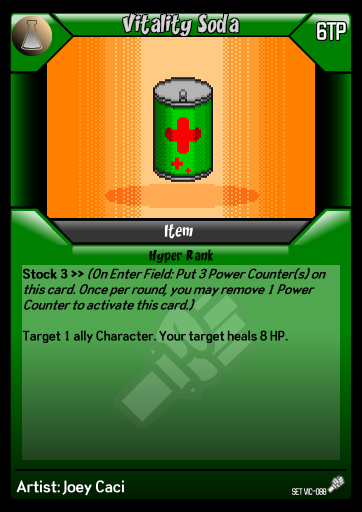 Vitality Soda
6TP
Item
Hyper Rank
Stock 3 >> (On Enter Field: Put 3 Power Counter(s) on
this card. Once per round, you may remove 1 Power
Counter to activate this card.)
Target 1 ally Character. Your target heals 8 HP.
Artist: Joey Caci
SET VIC-088